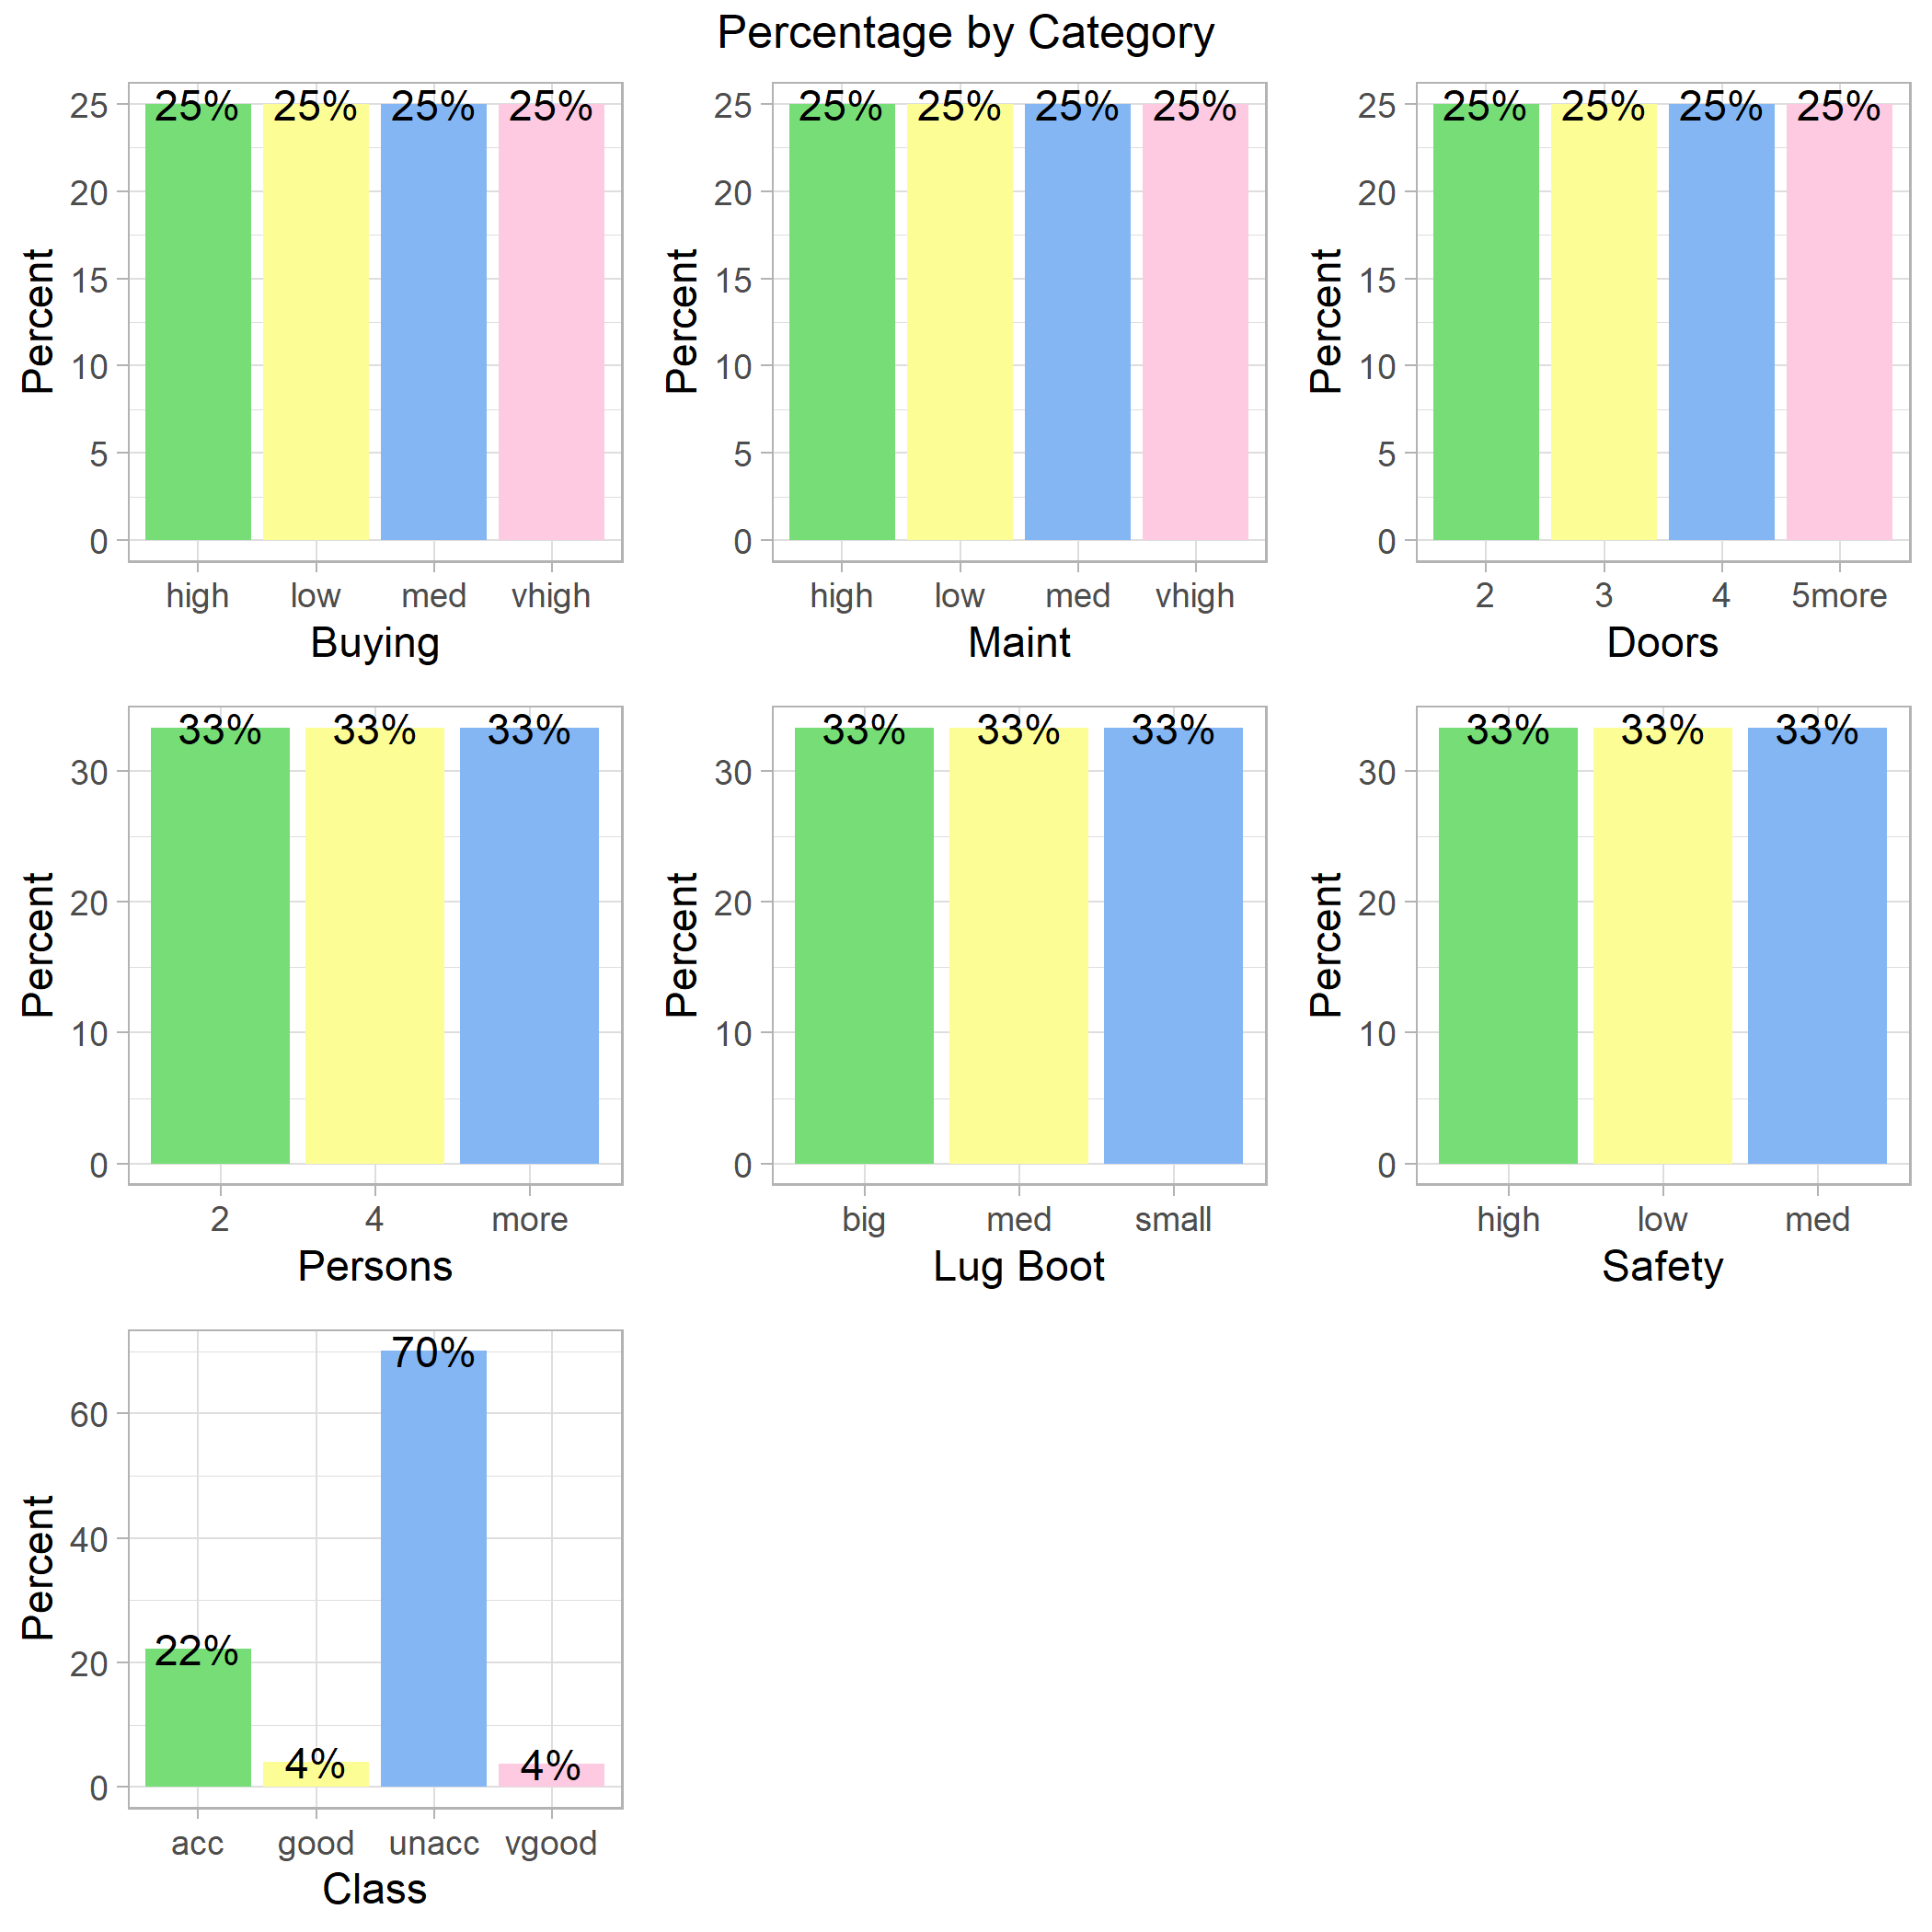 Percentage by Category
25% 25% 25% 25%
25
20
15
10
5
0
Percent
high low med vhigh
Buying
25% 25% 25% 25%
25
20
15
10
5
0
Percent
high low med vhigh
Maint
25% 25% 25% 25%
25
20
15
10
5
0
Percent
2 3 4 5more
Doors
33% 33% 33%
30
20
10
0
Percent
2 4 more
Persons
33% 33% 33%
30
20
10
0
Percent
big med small
Lug Boot
33% 33% 33%
30
20
10
0
Percent
high low med
Safety
22% 4% 70% 4%
60
40
20
0
Percent
acc good unacc vgood
Class